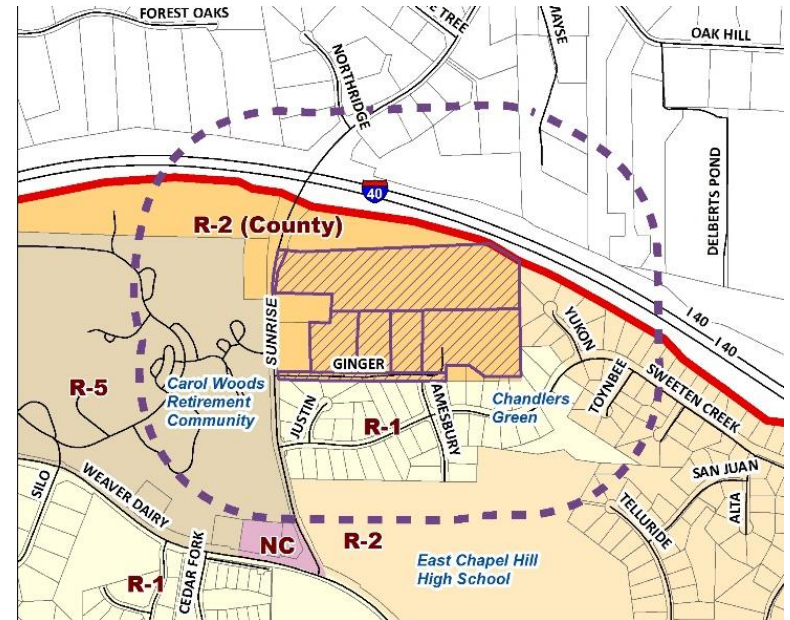 FOREST OAKS
E TREE
MAYSE
OAK HILL
NORTHRIDGE
DELBERTS POND
40
R-2 (County)
I 40
I 40
SUNRISE
YUKON
GINGER
TOYNBEE
SWEETEN CREEK
R-5
Carol Woods
Retirement
Community
JUSTIN
R-1
AMESBURY
Chandlers
Green
SILO
WEAVER DAIRY
SAN JUAN
ALTA
TELLURIDE
NC
R-2
CEDAR FORK
R-1
East Chapel Hill
High School